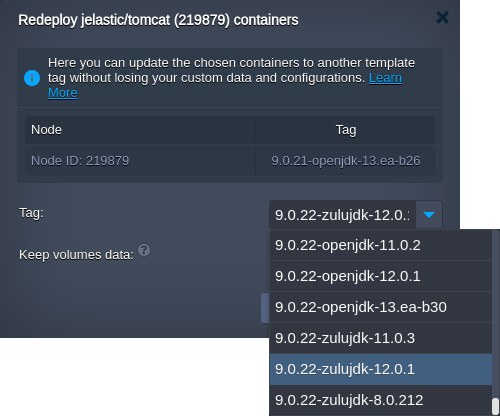 Redeploy jelastic/tomcat (219879) containers
Here you can update the chosen containers to another template
tag without losing your custom data and configurations. Learn
More
Node Tag
Node ID: 219879 9.0.21-openjdk-13.ea-b26
Tag: 9.0.22-zulujdk-12.0.1
Keep volumes data: ?
9.0.22-openjdk-11.0.2
9.0.22-openjdk-12.0.1
9.0.22-openjdk-13.ea-b30
9.0.22-zulujdk-11.0.3
9.0.22-zulujdk-12.0.1
9.0.22-zulujdk-8.0.212